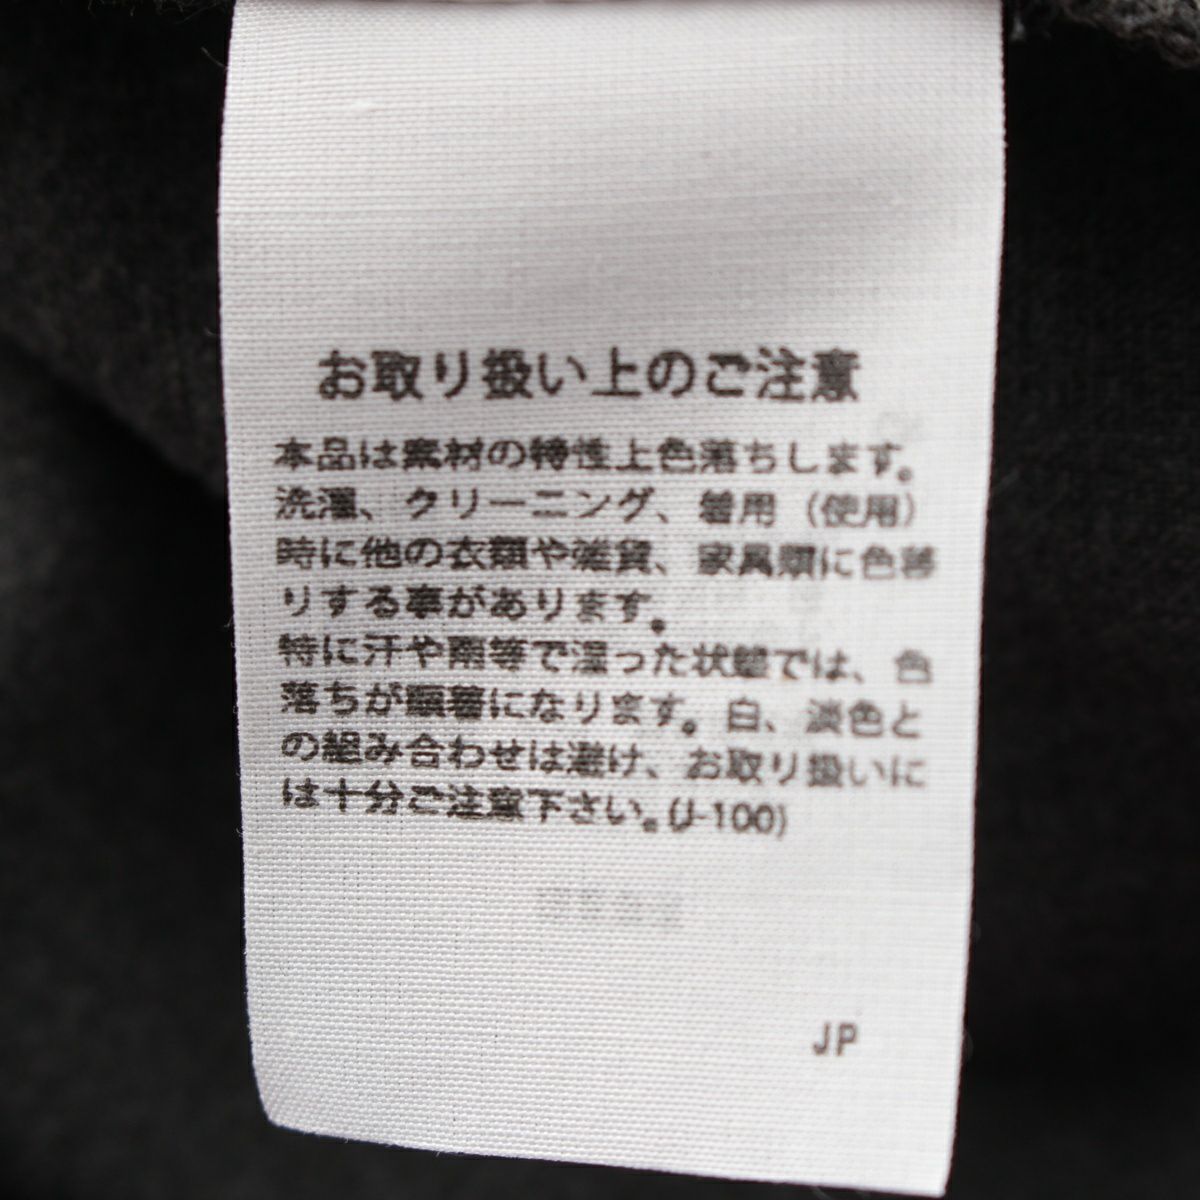 お取り扱い上のご注意
本品は素材の特性上色落ちします。
洗濯、クリーニング、着用（使用）
時に他の衣類や雑貨、家具類に色移
りする事があります。
特に汗や雨等で湿った状態では、色
落ちが顕著になります。白、淡色と
の組み合わせは避け、お取り扱いに
は十分ご注意下さい。(J-100)
JP